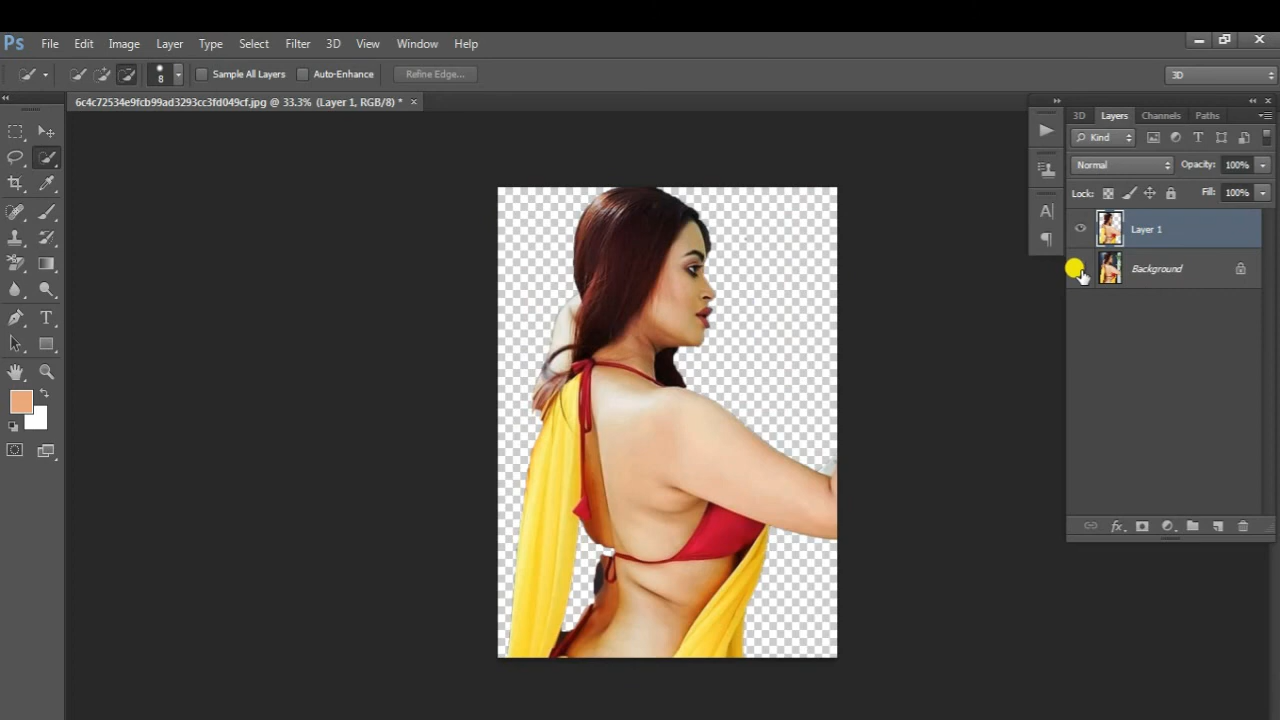 Ps File Edit Image Layer Type Select Filter 3D View Window Help
8 Sample All Layers Auto-Enhance Refine Edge... 3D
6c4c72534e9fcb99ad3293cc3fd049cf.jpg @ 33.3% (Layer 1, RGB/8) *
3D Layers Channels Paths
Kind
Normal Opacity: 100%
Lock: Fill: 100%
Layer 1
Background